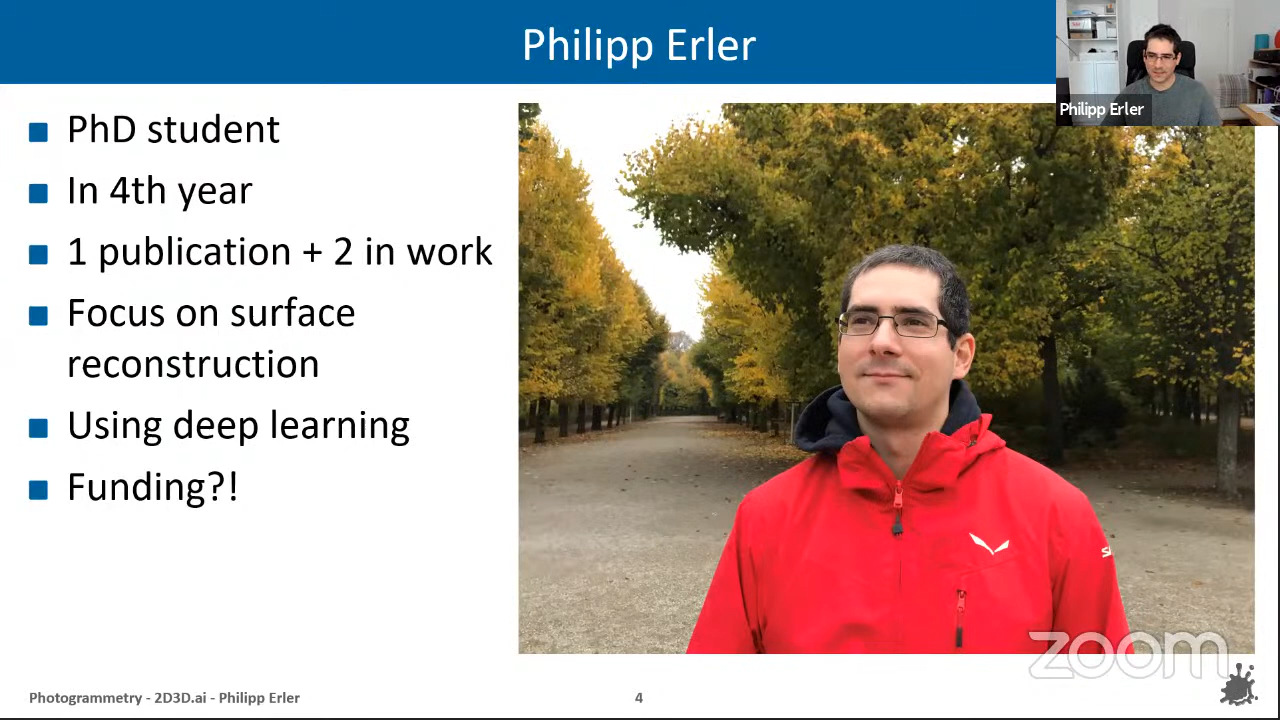 Philipp Erler
Philipp Erler
PhD student
In 4th year
1 publication + 2 in work
Focus on surface
reconstruction
Using deep learning
Funding?!
zoom
Photogrammetry - 2D3D.ai - Philipp Erler
4